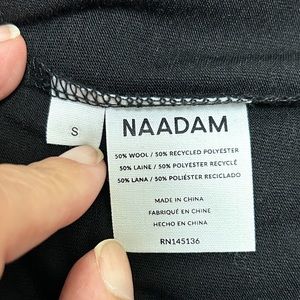 S
NAADAM
50% WOOL / 50% RECYCLED POLYESTER
50% LAINE / 50% POLYESTER RECYCLÉ
50% LANA / 50% POLIÉSTER RECICLADO
MADE IN CHINA
FABRIQUÉ EN CHINE
HECHO EN CHINA
RN145136